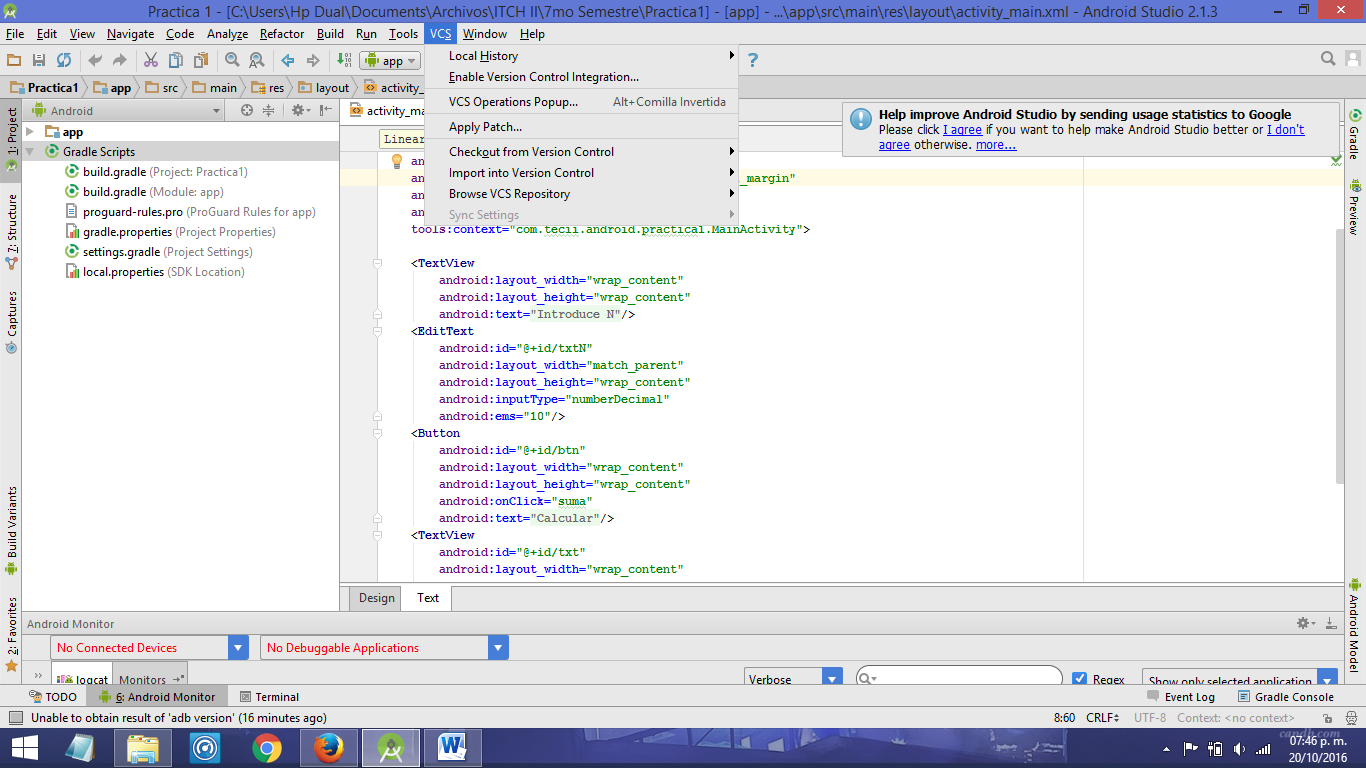 Practica 1 - [C:\Users\Hp Dual\Documents\Archivos\ITCH II\7mo Semestre\Practica1] - [app] - ...\app\src\main\res\layout\activity_main.xml - Android Studio 2.1.3
File Edit View Navigate Code Analyze Refactor Build Run Tools VCS Window Help
app
Practica1 app src main res layout activity_
Local History
Enable Version Control Integration...
VCS Operations Popup... Alt+Comilla Invertida
Apply Patch...
Checkout from Version Control
Import into Version Control
Browse VCS Repository
Sync Settings
1: Project
7: Structure
Captures
Build Variants
2: Favorites
Android
app
Gradle Scripts
build.gradle (Project: Practica1)
build.gradle (Module: app)
proguard-rules.pro (ProGuard Rules for app)
gradle.properties (Project Properties)
settings.gradle (Project Settings)
local.properties (SDK Location)
activity_ma
Linear
Help improve Android Studio by sending usage statistics to Google
Please click I agree if you want to help make Android Studio better or I don't
agree otherwise. more...
an
an _margin"
an
an
tools:context="com.tecii.android.practica1.MainActivity">
<TextView
android:layout_width="wrap_content"
android:layout_height="wrap_content"
android:text="Introduce N"/>
<EditText
android:id="@+id/txtN"
android:layout_width="match_parent"
android:layout_height="wrap_content"
android:inputType="numberDecimal"
android:ems="10"/>
<Button
android:id="@+id/btn"
android:layout_width="wrap_content"
android:layout_height="wrap_content"
android:onClick="suma"
android:text="Calcular"/>
<TextView
android:id="@+id/txt"
android:layout_width="wrap_content"
Design Text
Gradle
Preview
Android Model
Android Monitor
No Connected Devices No Debuggable Applications
logcat Monitors Verbose Regex Show only selected application
TODO 6: Android Monitor Terminal Event Log Gradle Console
Unable to obtain result of 'adb version' (16 minutes ago) 8:60 CRLF UTF-8 Context: <no context>
07:46 p. m.
20/10/2016